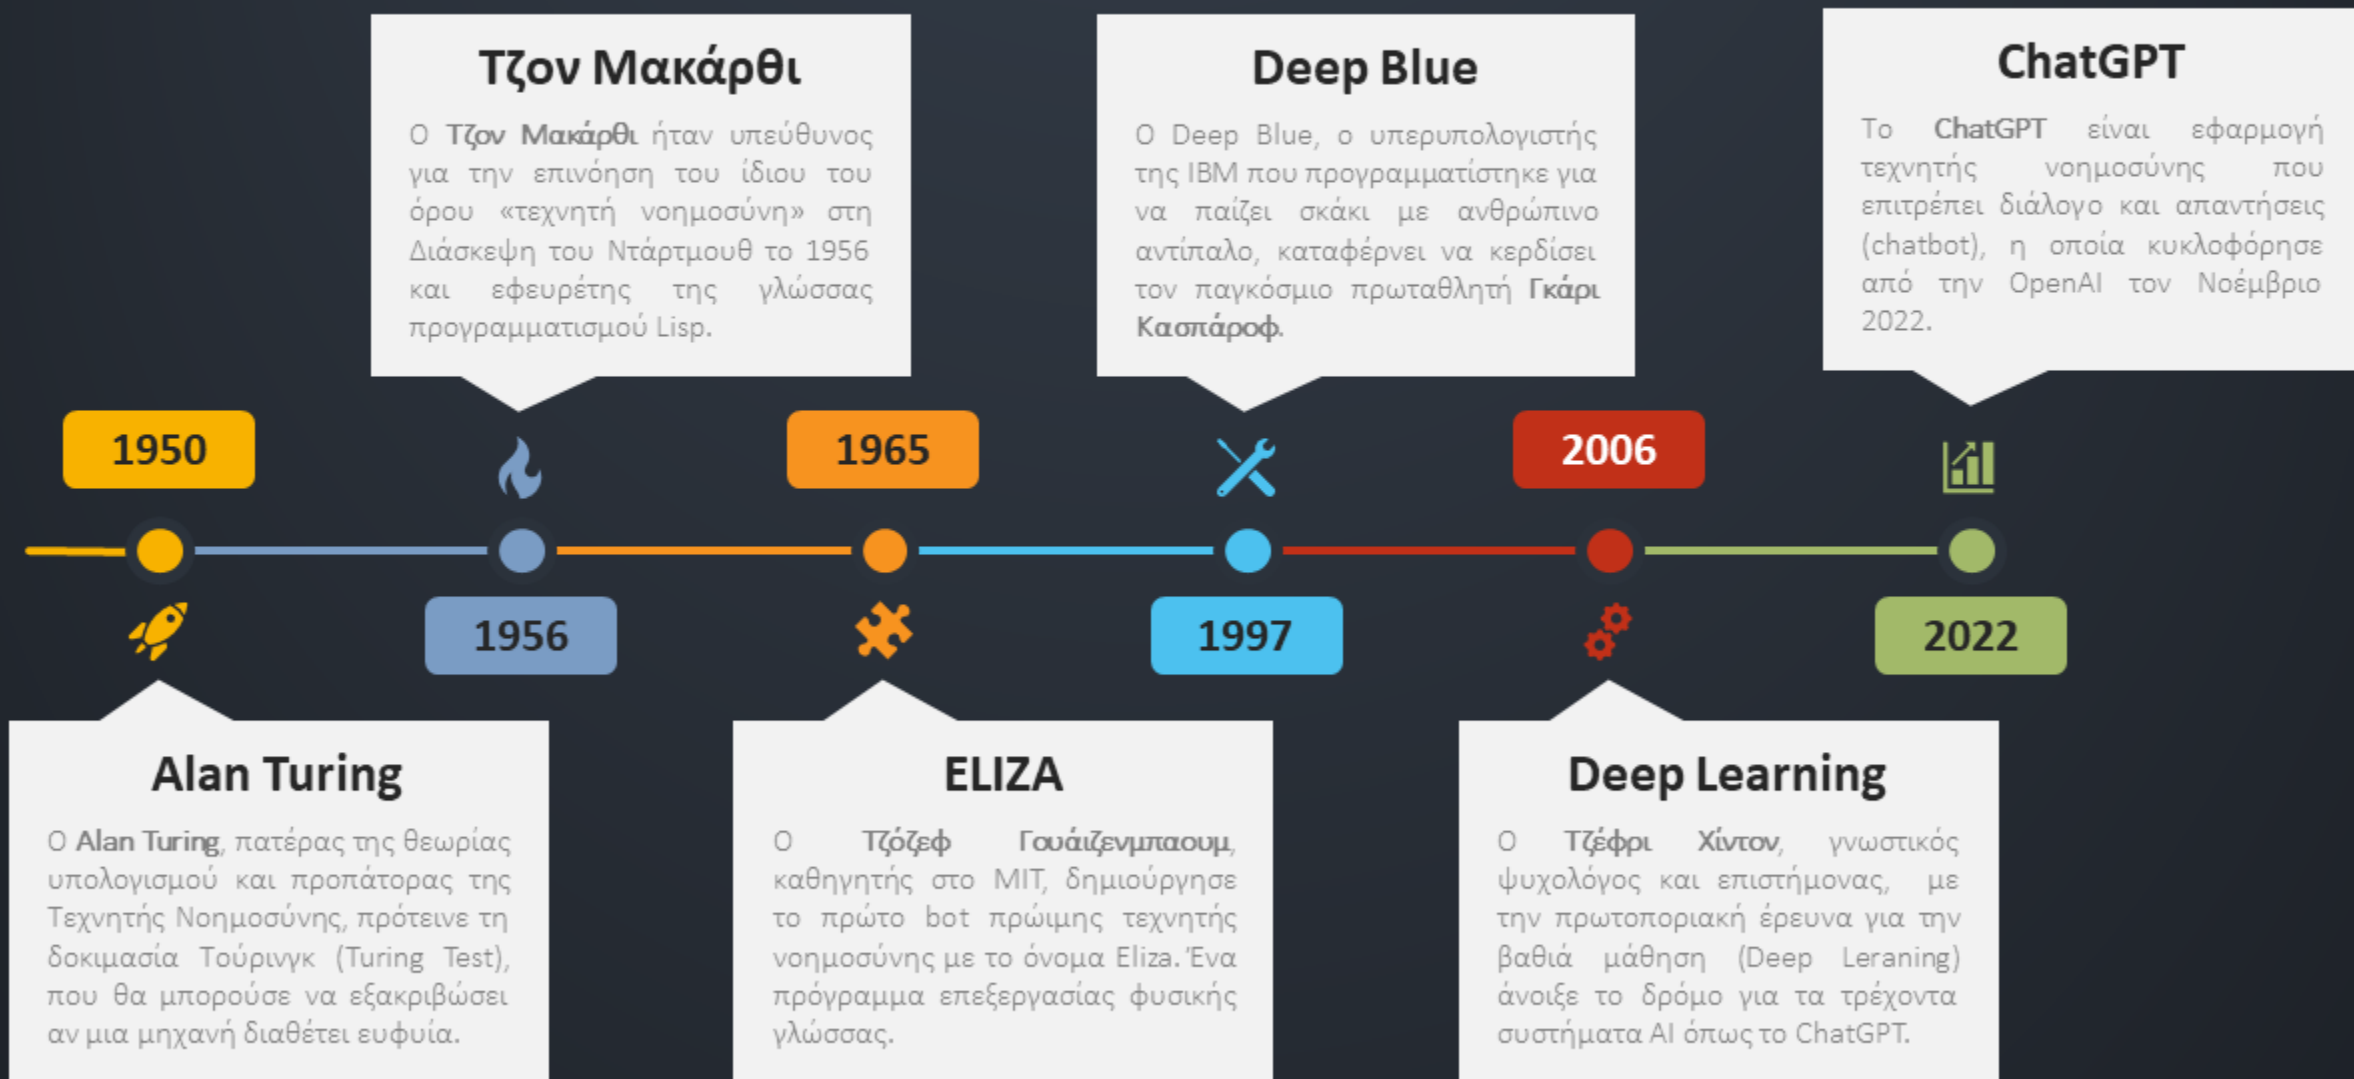 Τζον Μακάρθι
Ο Τζον Μακάρθι ήταν υπεύθυνος
για την επινόηση του ίδιου του
όρου «τεχνητή νοημοσύνη» στη
Διάσκεψη του Ντάρτμουθ το 1956
και εφευρέτης της γλώσσας
προγραμματισμού Lisp.
Deep Blue
Ο Deep Blue, ο υπερυπολογιστής
της IBM που προγραμματίστηκε για
να παίζει σκάκι με ανθρώπινο
αντίπαλο, καταφέρνει να κερδίσει
τον παγκόσμιο πρωταθλητή Γκάρι
Κασπάροφ.
ChatGPT
Το ChatGPT είναι εφαρμογή
τεχνητής νοημοσύνης που
επιτρέπει διάλογο και απαντήσεις
(chatbot), η οποία κυκλοφόρησε
από την OpenAI τον Νοέμβριο
2022.
1950
1965
2006
1956
1997
2022
Alan Turing
Ο Alan Turing, πατέρας της θεωρίας
υπολογισμού και προπάτορας της
Τεχνητής Νοημοσύνης, πρότεινε τη
δοκιμασία Τούρινγκ (Turing Test),
που θα μπορούσε να εξακριβώσει
αν μια μηχανή διαθέτει ευφυία.
ELIZA
Ο Τζόζεφ Γουάιζενμπαουμ,
καθηγητής στο MIT, δημιούργησε
το πρώτο bot πρώιμης τεχνητής
νοημοσύνης με το όνομα Eliza. Ένα
πρόγραμμα επεξεργασίας φυσικής
γλώσσας.
Deep Learning
Ο Τζέφρι Χίντον, γνωστικός
ψυχολόγος και επιστήμονας, με
την πρωτοποριακή έρευνα για την
βαθιά μάθηση (Deep Leraning)
άνοιξε το δρόμο για τα τρέχοντα
συστήματα AI όπως το ChatGPT.